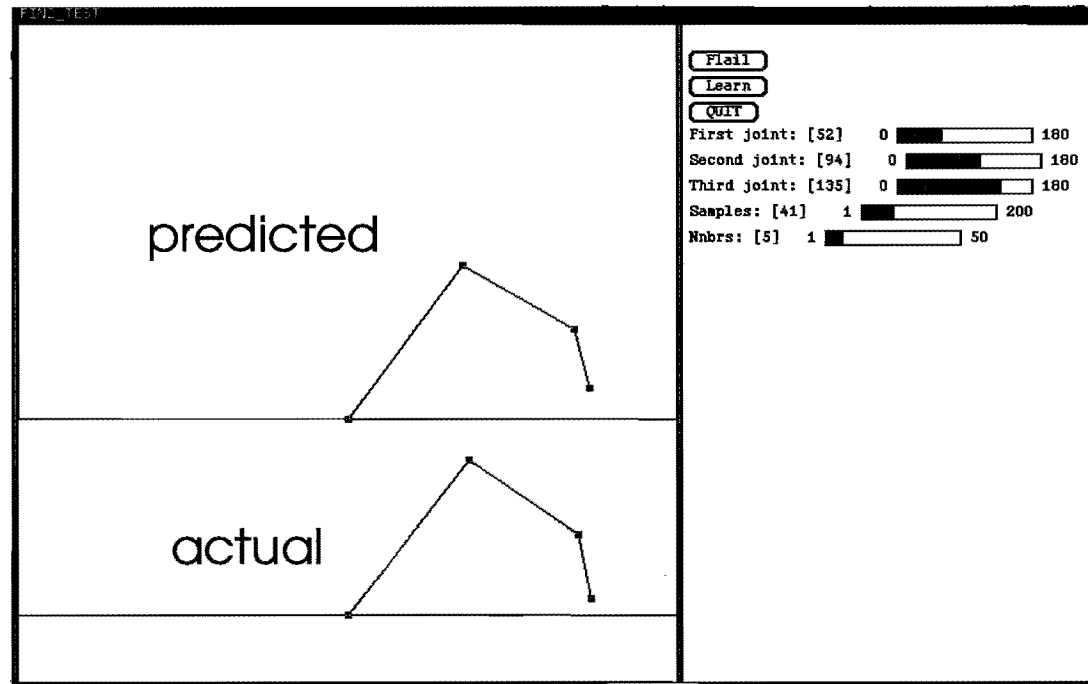 FIND_TEST
Flail
Learn
QUIT
First joint: [52] 0 180
Second joint: [94] 0 180
Third joint: [135] 0 180
Samples: [41] 1 200
Nnbrs: [5] 1 50
predicted
actual